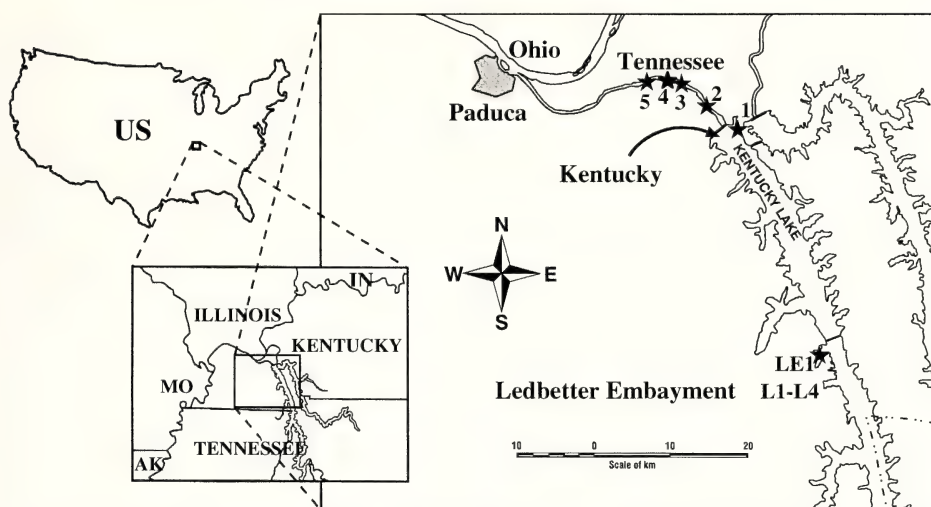 US
Ohio
Paduca
Tennessee
5 4 3 2 1
Kentucky
KENTUCKY LAKE
N
W E
S
IN
ILLINOIS
KENTUCKY
MO
TENNESSEE
AK
LE1
L1-L4
Ledbetter Embayment
10 0 10 20
Scale of km